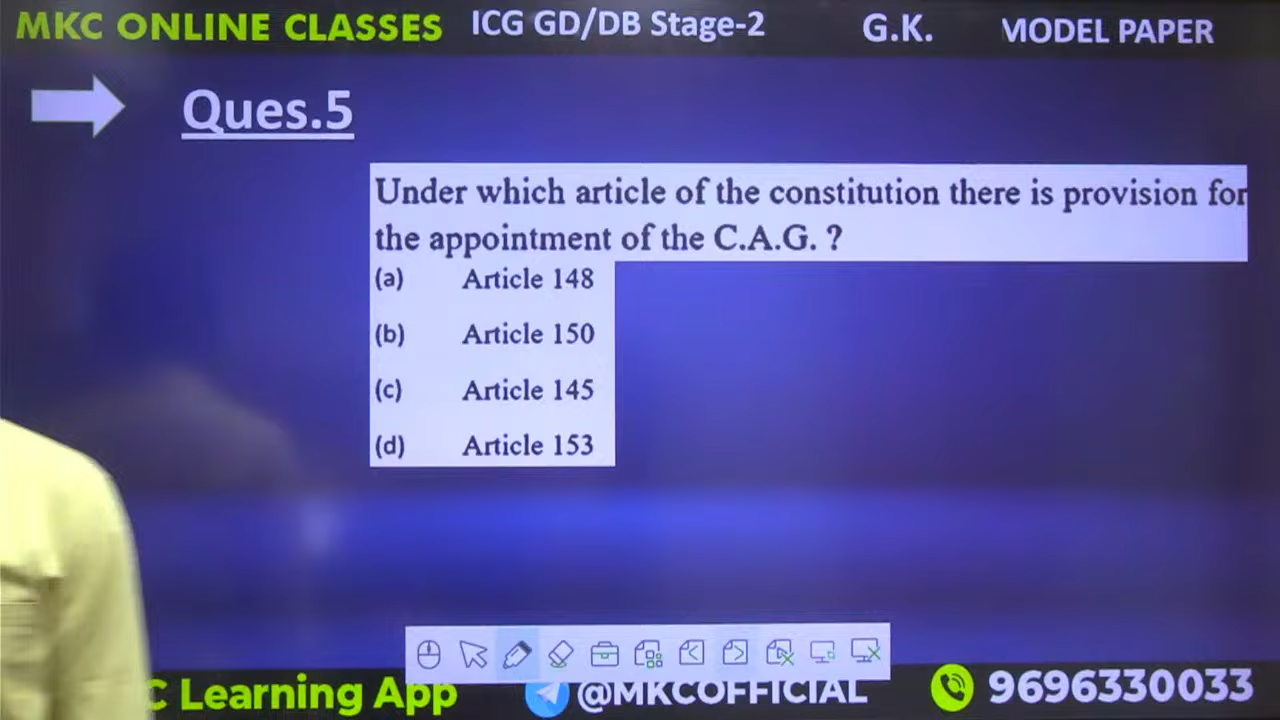 MKC ONLINE CLASSES ICG GD/DB Stage-2 G.K. MODEL PAPER
Ques.5
Under which article of the constitution there is provision for
the appointment of the C.A.G. ?
(a) Article 148
(b) Article 150
(c) Article 145
(d) Article 153
C Learning App @MKCOFFICIAL 9696330033